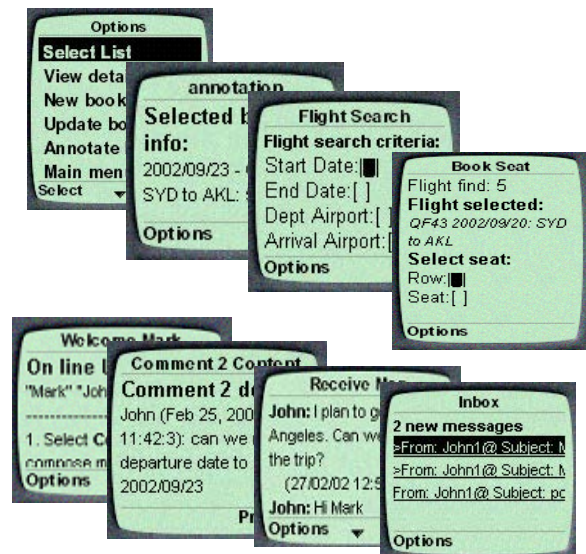 Options
Select List
View deta
New book
Update bo
Annotate
Main men
Select
annotation
Selected b
info:
2002/09/23 -
SYD to AKL:
Options
Flight Search
Flight search criteria:
Start Date:[ ]
End Date:[ ]
Dept Airport:[ ]
Arrival Airport:[
Options
Book Seat
Flight find: 5
Flight selected:
QF43 2002/09/20: SYD
to AKL
Select seat:
Row:[ ]
Seat:[ ]
Options
Welcome Mark
On line
"Mark" "Joh
------------------
1. Select Co
compose m
Options
Comment 2 Content
Comment 2 de
John (Feb 25, 200
11:42:3): can we
departure date to
2002/09/23
Pr
Receive
John: I plan to g
Angeles. Can we
the trip?
(27/02/02 12:5
John: Hi Mark
Options
Inbox
2 new messages
>From: John1@ Subject: M
>From: John1@ Subject: M
From: John1@ Subject: po
Options